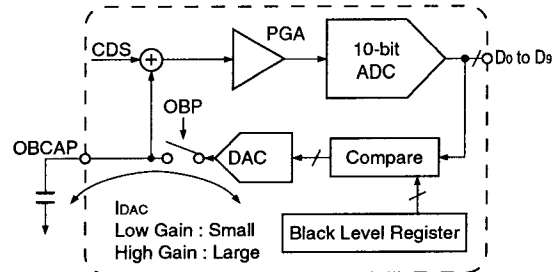 CDS
PGA
10-bit
ADC
D0 to D9
OBP
OBCAP
DAC
Compare
IDAC
Low Gain : Small
High Gain : Large
Black Level Register